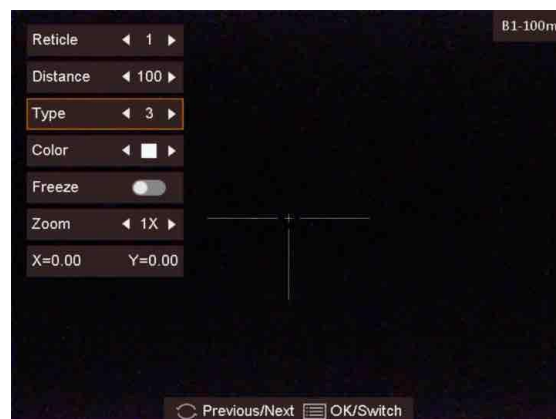 B1-100m
Reticle 1
Distance 100
Type 3
Color
Freeze
Zoom 1X
X=0.00 Y=0.00
Previous/Next OK/Switch